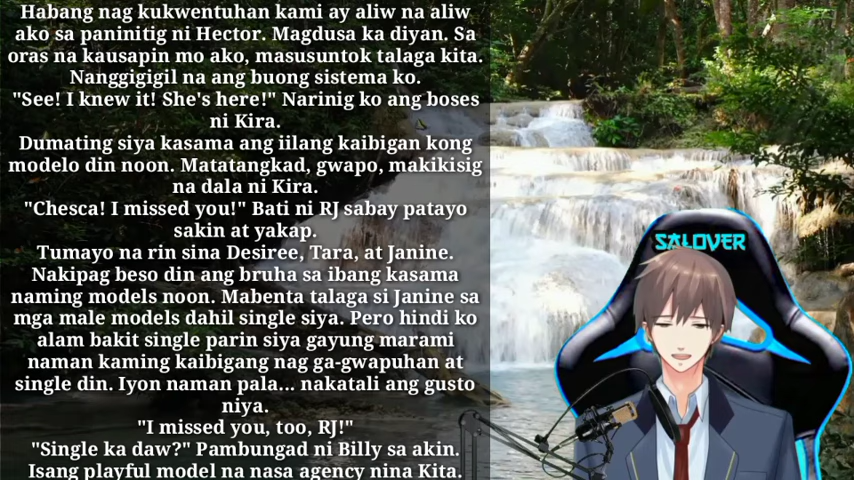 Habang nag kukwentuhan kami ay aliw na aliw
ako sa paninitig ni Hector. Magdusa ka diyan. Sa
oras na kausapin mo ako, masusuntok talaga kita.
Nanggigigil na ang buong sistema ko.
"See! I knew it! She's here!" Narinig ko ang boses
ni Kira.
Dumating siya kasama ang iilang kaibigan kong
modelo din noon. Matatangkad, gwapo, makikisig
na dala ni Kira.
"Chesca! I missed you!" Bati ni RJ sabay patayo
sakin at yakap.
Tumayo na rin sina Desiree, Tara, at Janine.
Nakipag beso din ang bruha sa ibang kasama
naming models noon. Mabenta talaga si Janine sa
mga male models dahil single siya. Pero hindi ko
alam bakit single parin siya gayung marami
naman kaming kaibigang nag ga-gwapuhan at
single din. Iyon naman pala... nakatali ang gusto
niya.
"I missed you, too, RJ!"
"Single ka daw?" Pambungad ni Billy sa akin.
Isang playful model na nasa agency nina Kita.
SALOVER